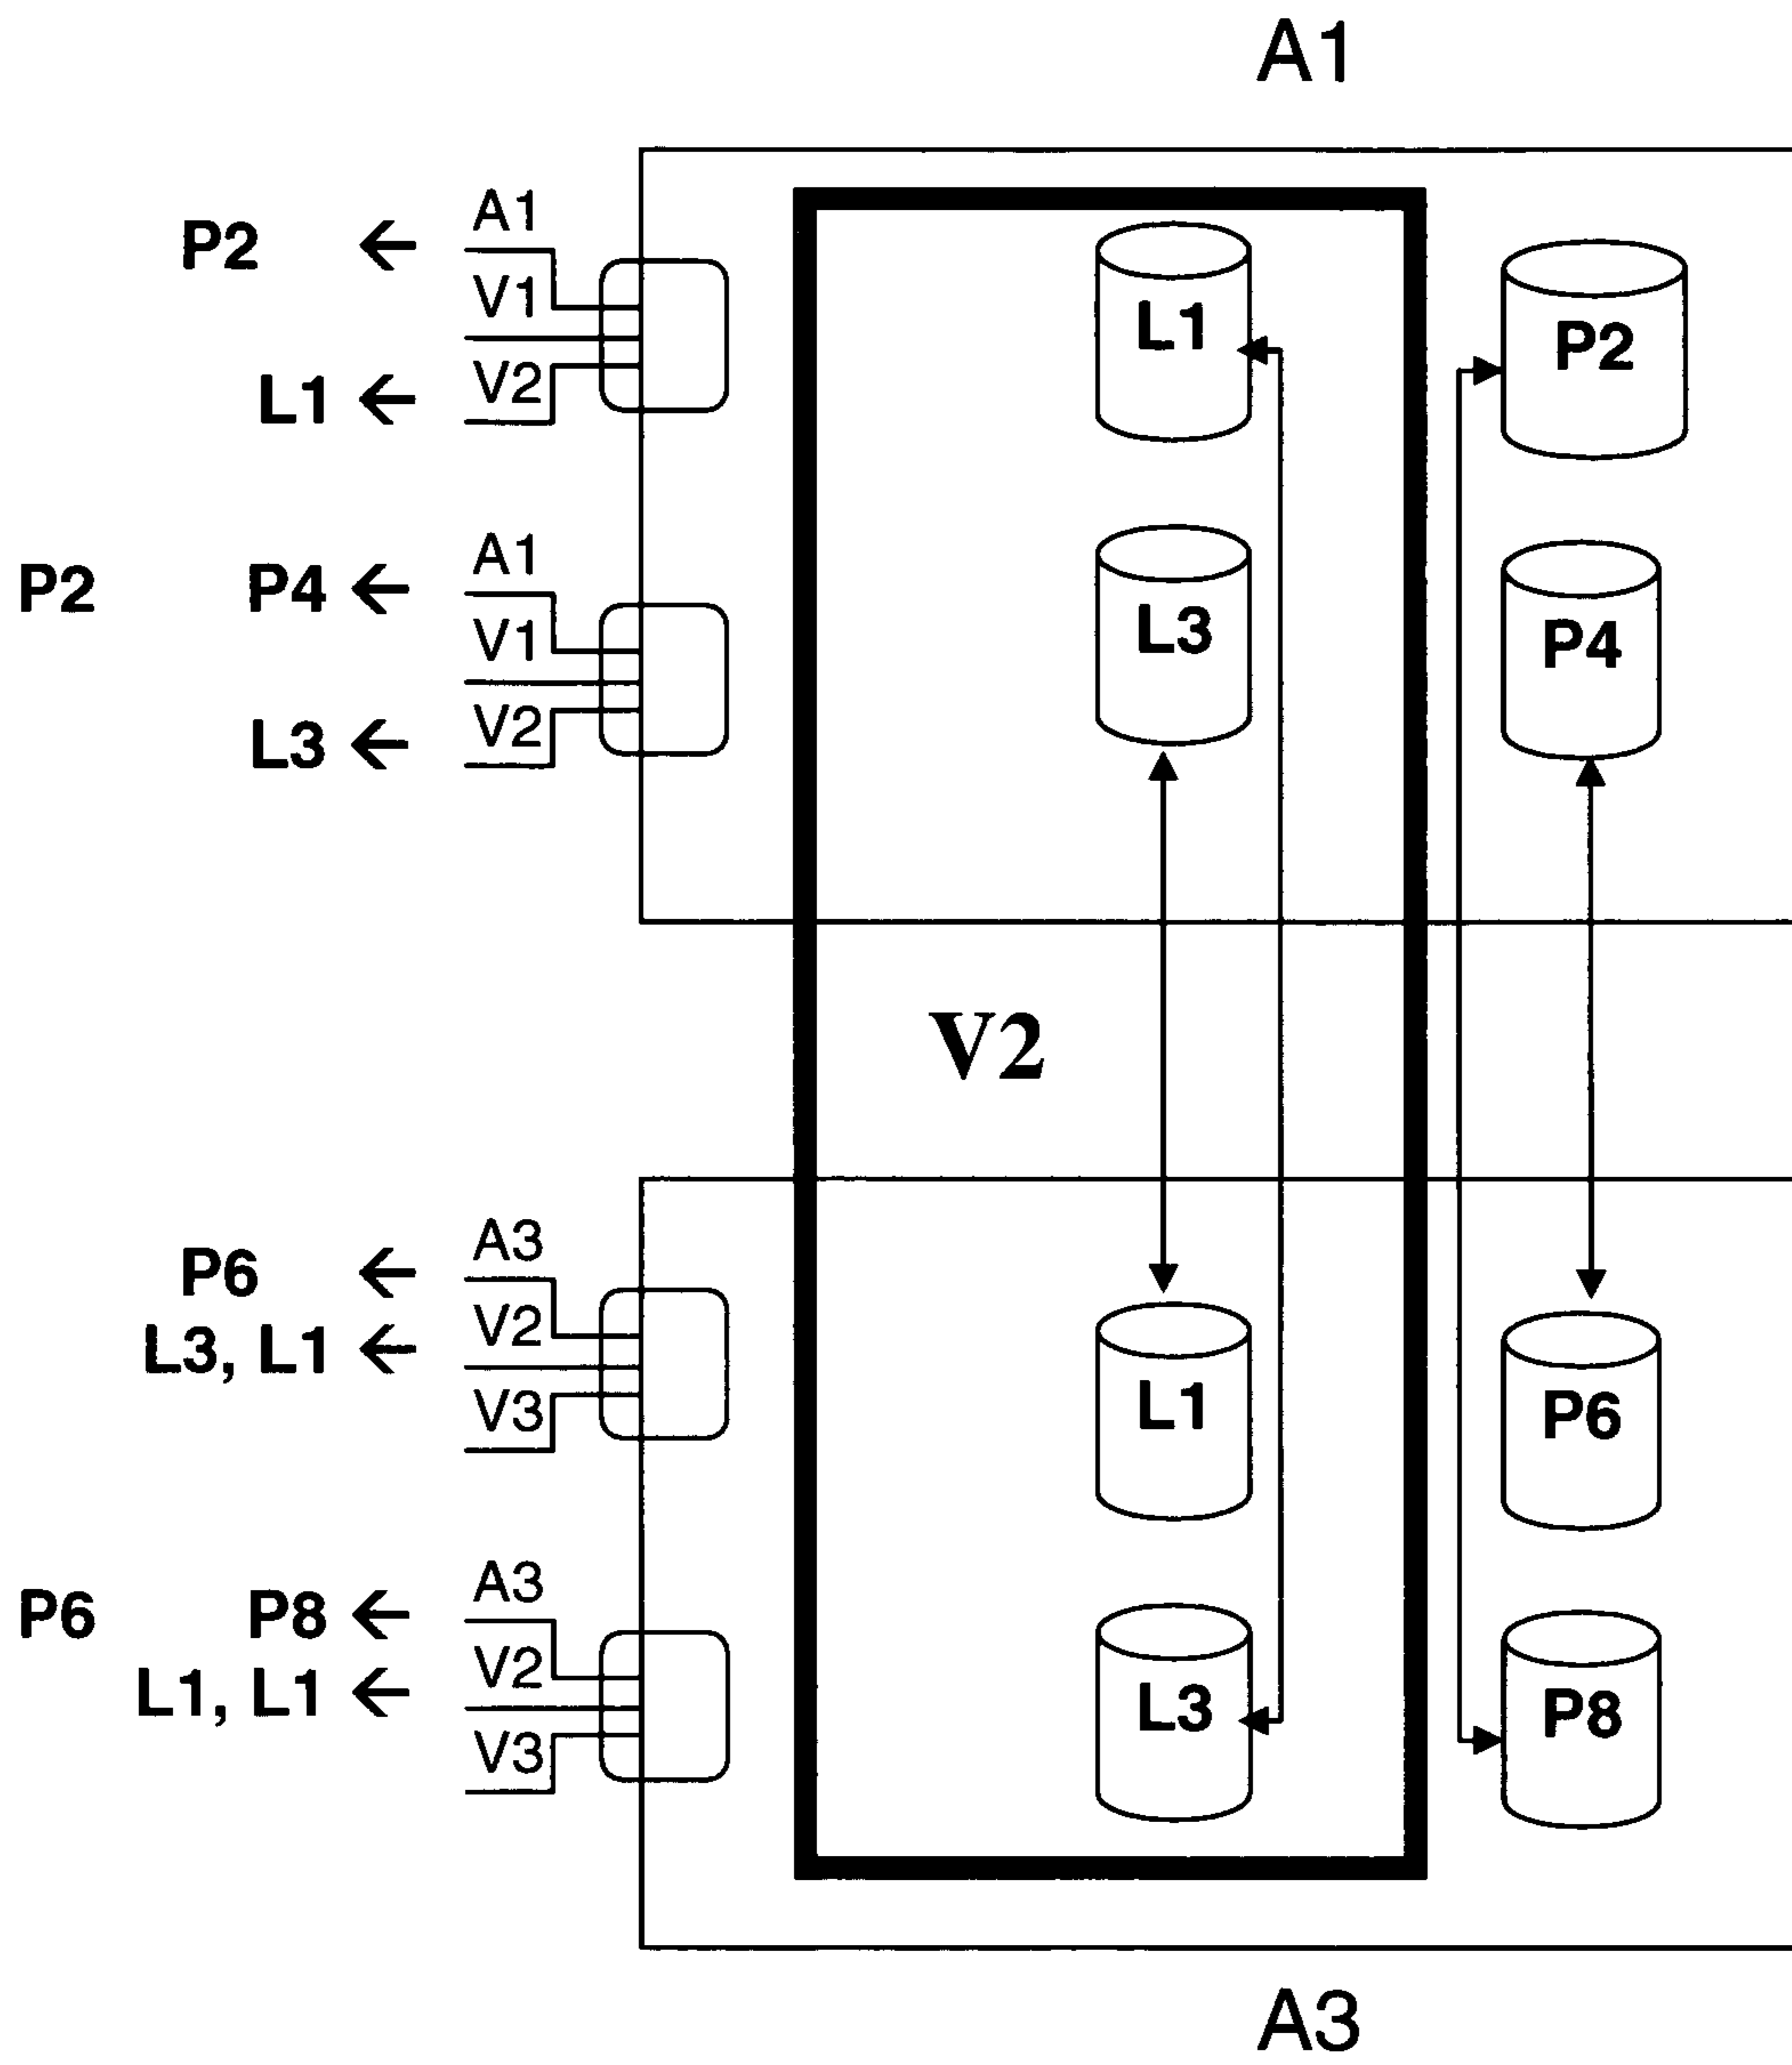 A1
P2 ← A1
V1
L1 ← V2
L1
P2
P2 P4 ← A1
V1
L3 ← V2
L3
P4
V2
P6 ← A3
L3, L1 ← V2
V3
L1
P6
P6 P8 ← A3
L1, L1 ← V2
V3
L3
P8
A3